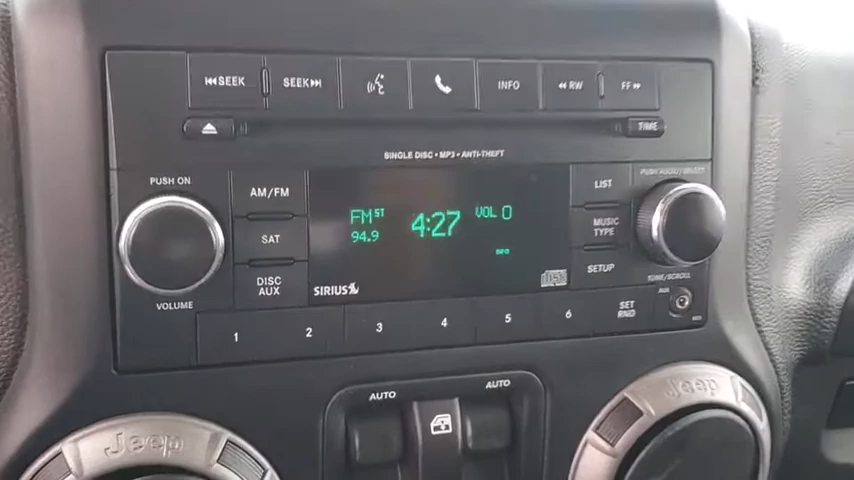 SEEK SEEK INFO RW FF
TIME
SINGLE DISC • MP3 • ANTI-THEFT
PUSH ON
PUSH AUDIO/SELECT
AM/FM
LIST
FM ST 4:27 VOL 0
94.9
SAT
MUSIC
TYPE
INFO
DISC
AUX
SETUP
TUNE/SCROLL
SIRIUS
VOLUME
AUX
1 2 3 4 5 6 SET
RND
AUTO AUTO
Jeep Jeep